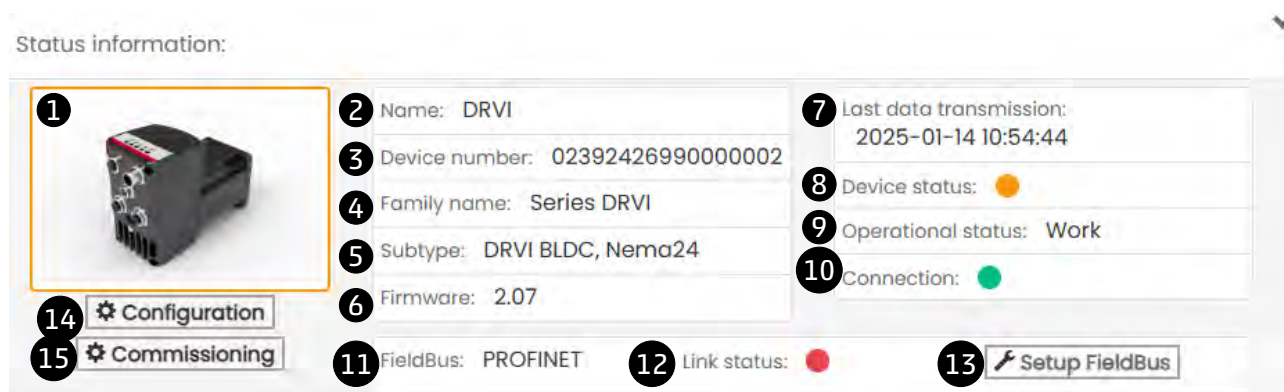 Status information:
1
2 Name: DRVI
3 Device number: 02392426990000002
4 Family name: Series DRVI
5 Subtype: DRVI BLDC, Nema24
6 Firmware: 2.07
7 Last data transmission:
2025-01-14 10:54:44
8 Device status:
9 Operational status: Work
10 Connection:
14 Configuration
15 Commissioning
11 FieldBus: PROFINET 12 Link status: 13 Setup FieldBus